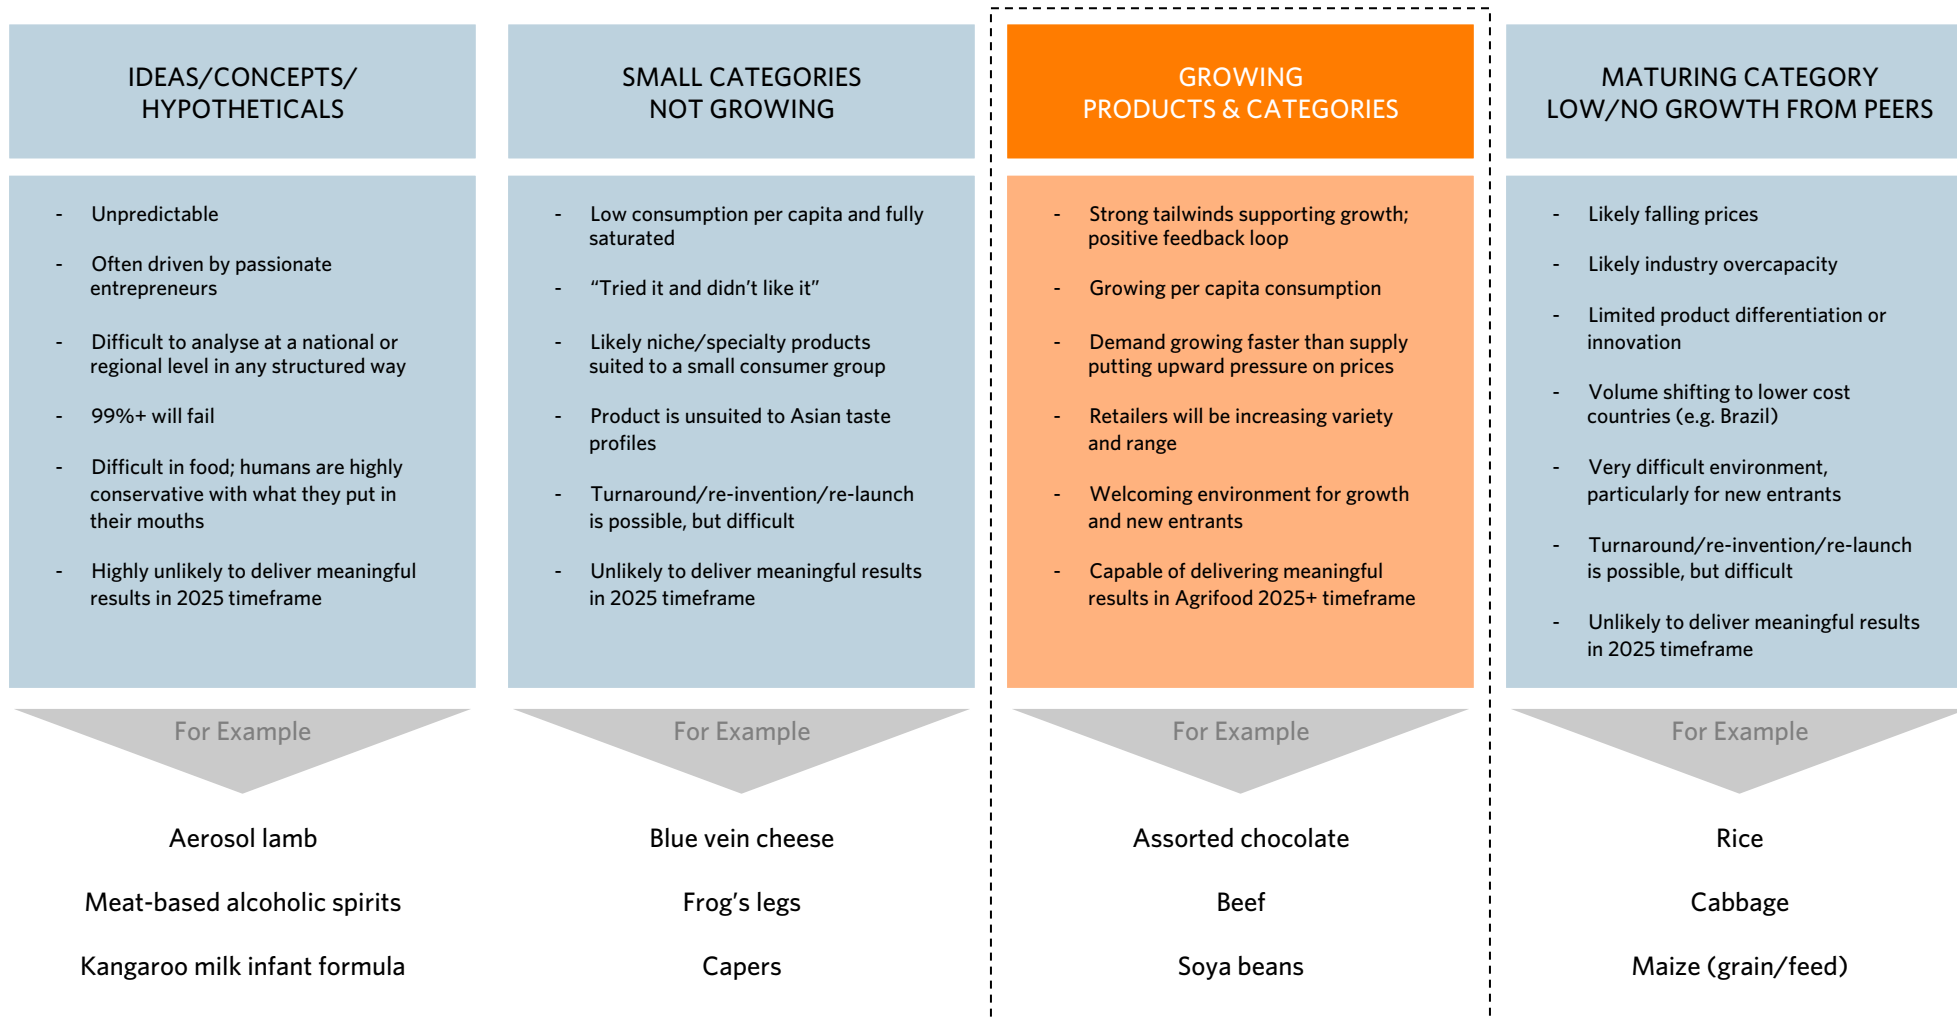 IDEAS/CONCEPTS/
HYPOTHETICALS
- Unpredictable
- Often driven by passionate
entrepreneurs
- Difficult to analyse at a national or
regional level in any structured way
- 99%+ will fail
- Difficult in food; humans are highly
conservative with what they put in
their mouths
- Highly unlikely to deliver meaningful
results in 2025 timeframe
For Example
Aerosol lamb
Meat-based alcoholic spirits
Kangaroo milk infant formula
SMALL CATEGORIES
NOT GROWING
- Low consumption per capita and fully
saturated
- “Tried it and didn’t like it”
- Likely niche/specialty products
suited to a small consumer group
- Product is unsuited to Asian taste
profiles
- Turnaround/re-invention/re-launch
is possible, but difficult
- Unlikely to deliver meaningful results
in 2025 timeframe
For Example
Blue vein cheese
Frog’s legs
Capers
GROWING
PRODUCTS & CATEGORIES
- Strong tailwinds supporting growth;
positive feedback loop
- Growing per capita consumption
- Demand growing faster than supply
putting upward pressure on prices
- Retailers will be increasing variety
and range
- Welcoming environment for growth
and new entrants
- Capable of delivering meaningful
results in Agrifood 2025+ timeframe
For Example
Assorted chocolate
Beef
Soya beans
MATURING CATEGORY
LOW/NO GROWTH FROM PEERS
- Likely falling prices
- Likely industry overcapacity
- Limited product differentiation or
innovation
- Volume shifting to lower cost
countries (e.g. Brazil)
- Very difficult environment,
particularly for new entrants
- Turnaround/re-invention/re-launch
is possible, but difficult
- Unlikely to deliver meaningful results
in 2025 timeframe
For Example
Rice
Cabbage
Maize (grain/feed)